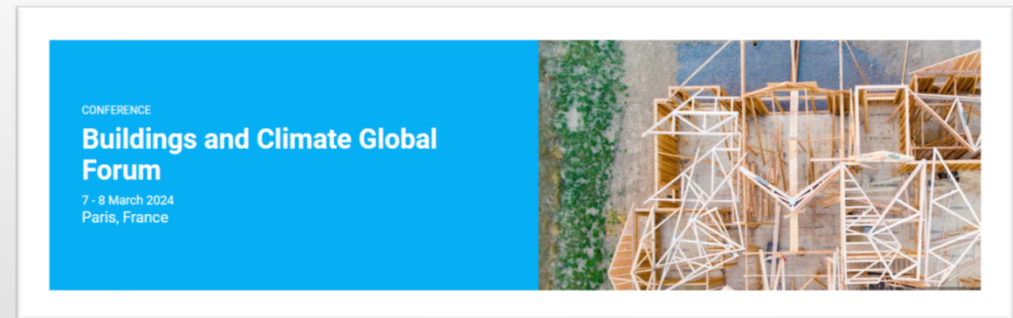 CONFERENCE
Buildings and Climate Global
Forum
7 - 8 March 2024
Paris, France